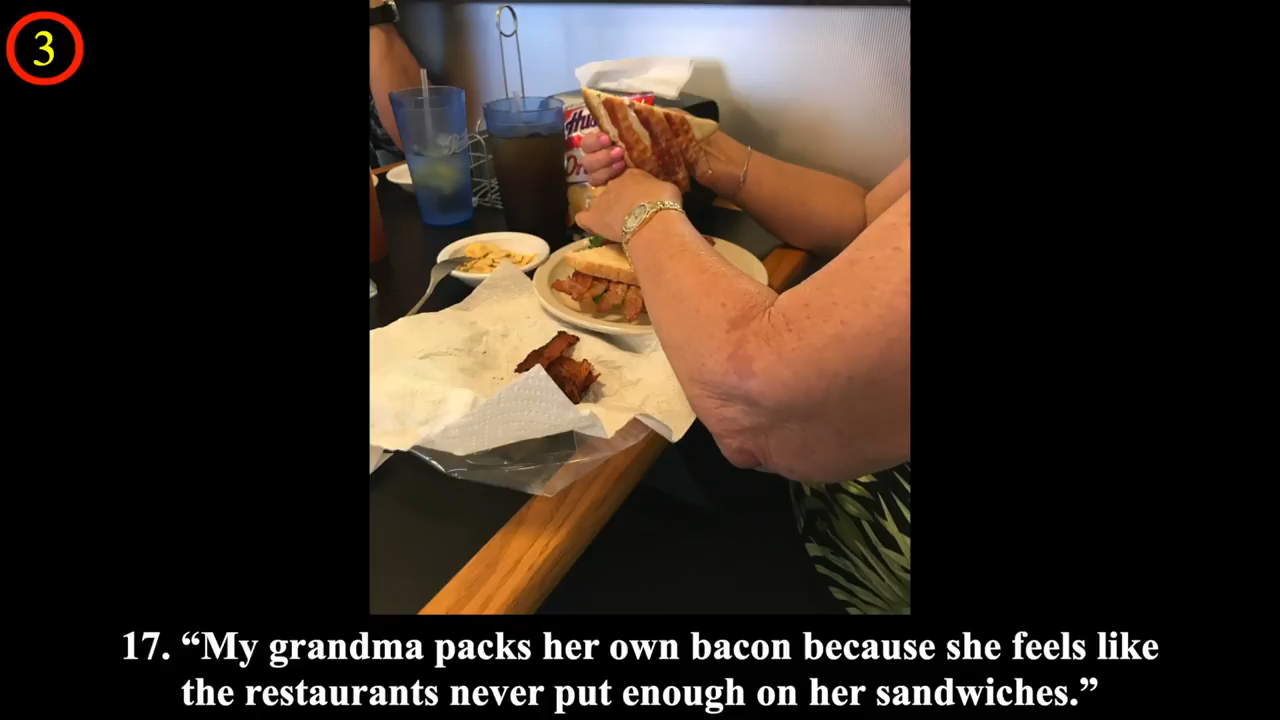 3
17. “My grandma packs her own bacon because she feels like
the restaurants never put enough on her sandwiches.”